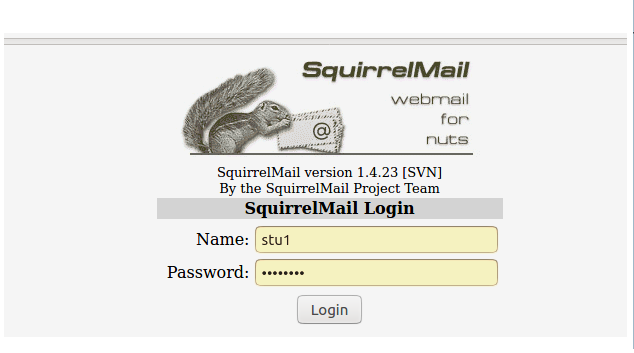 SquirrelMail
webmail
for
nuts
@
SquirrelMail version 1.4.23 [SVN]
By the SquirrelMail Project Team
SquirrelMail Login
Name: stu1
Password: ••••••••
Login